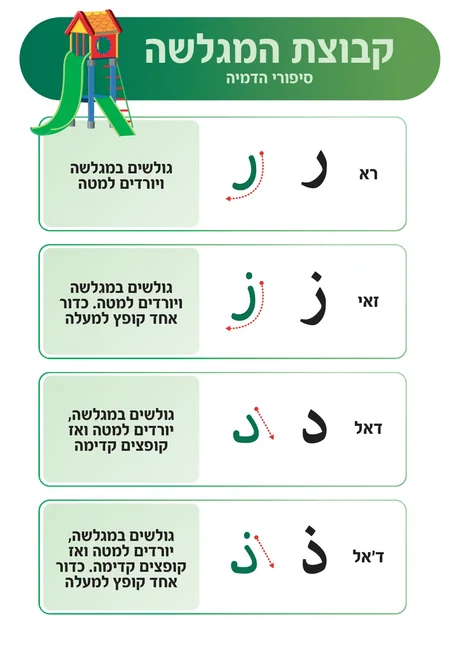 קבוצת המגלשה
סיפורי הדמיה
רא
ر
ر
גולשים במגלשה
ויורדים למטה
זאי
ز
ز
גולשים במגלשה
ויורדים למטה. כדור
אחד קופץ למעלה
דאל
د
د
גולשים במגלשה,
יורדים למטה ואז
קופצים קדימה
ד'אל
ذ
ذ
גולשים במגלשה,
יורדים למטה ואז
קופצים קדימה. כדור
אחד קופץ למעלה